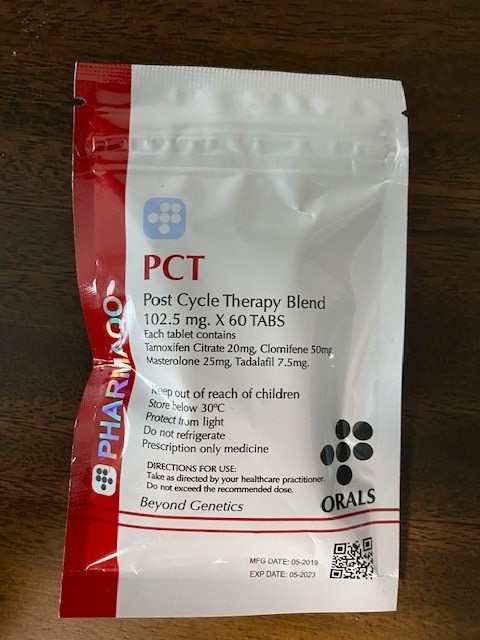 PHARMAQO
PCT
Post Cycle Therapy Blend
102.5 mg. X 60 TABS
Each tablet contains
Tamoxifen Citrate 20mg, Clomifene 50mg,
Masterolone 25mg, Tadalafil 7.5mg.
Keep out of reach of children
Store below 30ºC
Protect from light
Do not refrigerate
Prescription only medicine
DIRECTIONS FOR USE:
Take as directed by your healthcare practitioner.
Do not exceed the recommended dose.
Beyond Genetics
ORALS
MFG DATE: 05-2019
EXP DATE: 05-2023